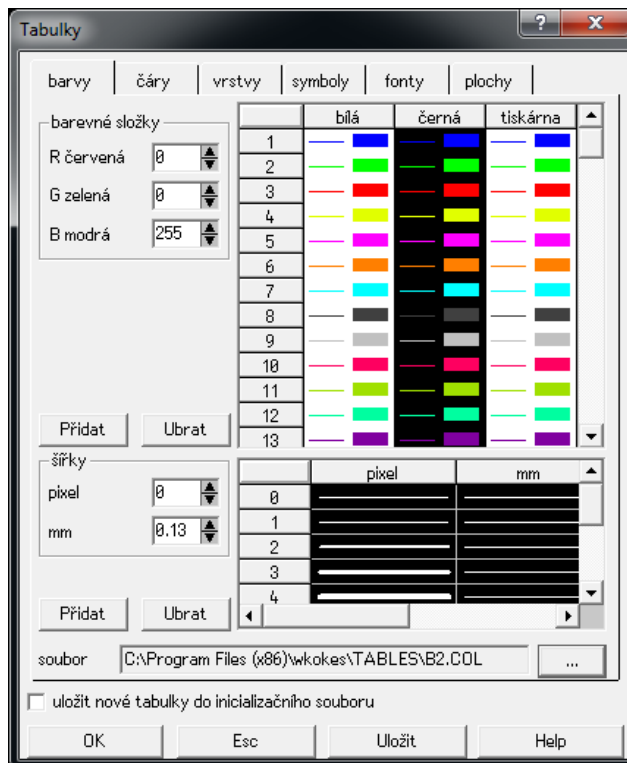 Tabulky
barvy čáry vrstvy symboly fonty plochy
barevné složky
R červená 0
G zelená 0
B modrá 255
Přidat Ubrat
bílá černá tiskárna
1
2
3
4
5
6
7
8
9
10
11
12
13
šířky
pixel 0
mm 0.13
Přidat Ubrat
pixel mm
0
1
2
3
4
soubor C:\Program Files (x86)\wkokes\TABLES\B2.COL ...
uložit nové tabulky do inicializačního souboru
OK Esc Uložit Help